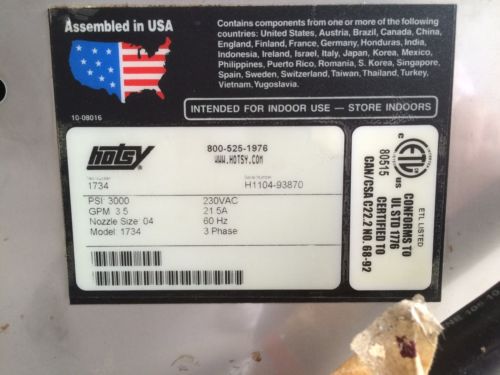 Assembled in USA
10-08016
Contains components from one or more of the following
countries: United States, Austria, Brazil, Canada, China,
England, Finland, France, Germany, Honduras, India,
Indonesia, Ireland, Israel, Italy, Japan, Korea, Mexico,
Philippines, Puerto Rico, Romania, S. Korea, Singapore,
Spain, Sweden, Switzerland, Taiwan, Thailand, Turkey,
Vietnam, Yugoslavia.
INTENDED FOR INDOOR USE — STORE INDOORS
HOTSY
800-525-1976
WWW.HOTSY.COM
Serial Number
1734
H1104-93870
PSI 3000
230VAC
GPM 3.5
21.5A
Nozzle Size: 04
60 Hz
Model: 1734
3 Phase
c ETL us
ETL LISTED
80515
CONFORMS TO
UL STD 1776
CERTIFIED TO
CAN/CSA C22.2 NO. 68-92